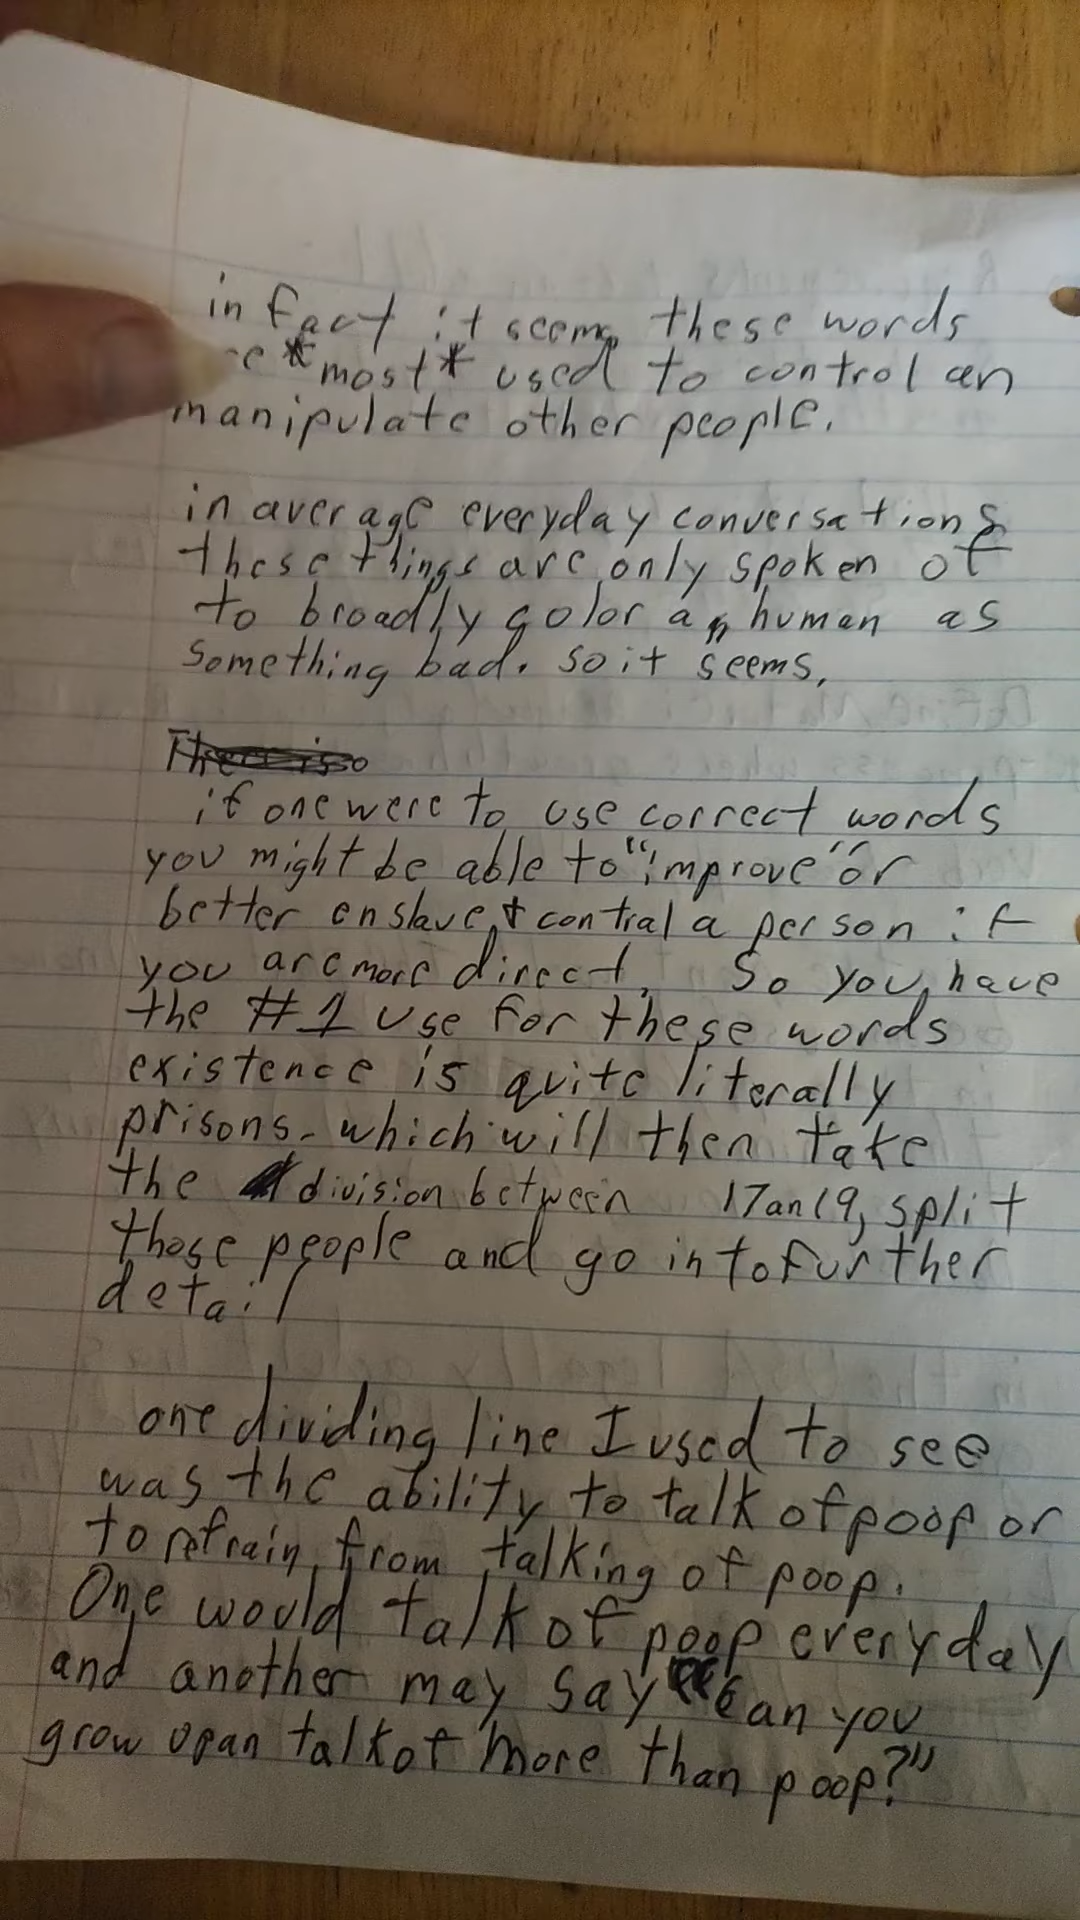 in fact it seems these words
*most* used to control an
manipulate other people.
in average everyday conversations
these things are only spoken of
to broadly color an human as
something bad. so it seems,
if one were to use correct words
you might be able to "improve" or
better enslave & control a person if
you are more direct. So you have
the #1 use for these words
existence is quite literally
prisons. which will then take
the division between 17an19, split
those people and go into further
detail
one dividing line I used to see
was the ability to talk of poop or
to refrain from talking of poop.
One would talk of poop everyday
and another may say "can you
grow upan talk of more than poop?"